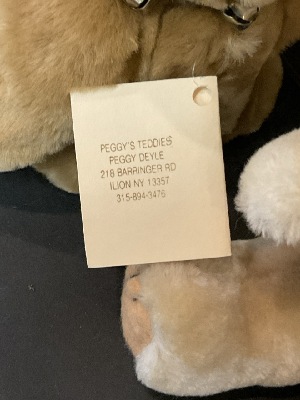 PEGGY'S TEDDIES
PEGGY DEYLE
218 BARRINGER RD
ILION NY 13357
315-894-3476